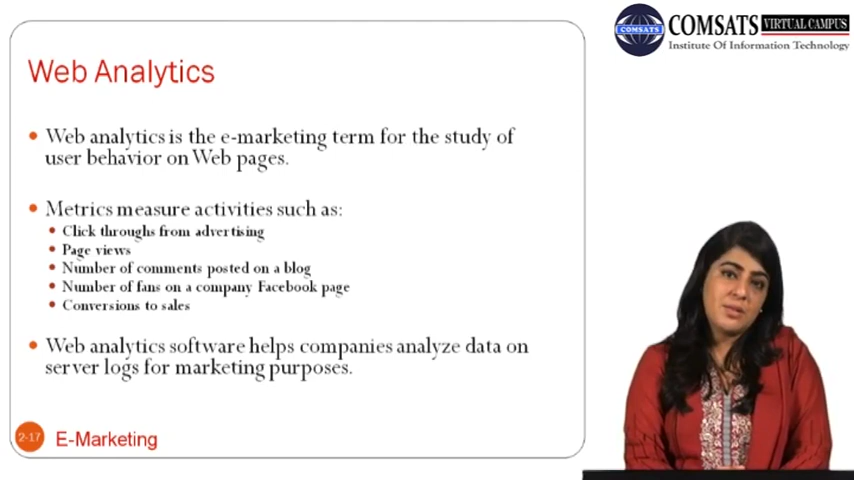 COMSATS
COMSATS VIRTUAL CAMPUS
Institute Of Information Technology
Web Analytics
• Web analytics is the e-marketing term for the study of
user behavior on Web pages.
• Metrics measure activities such as:
• Click throughs from advertising
• Page views
• Number of comments posted on a blog
• Number of fans on a company Facebook page
• Conversions to sales
• Web analytics software helps companies analyze data on
server logs for marketing purposes.
2-17 E-Marketing